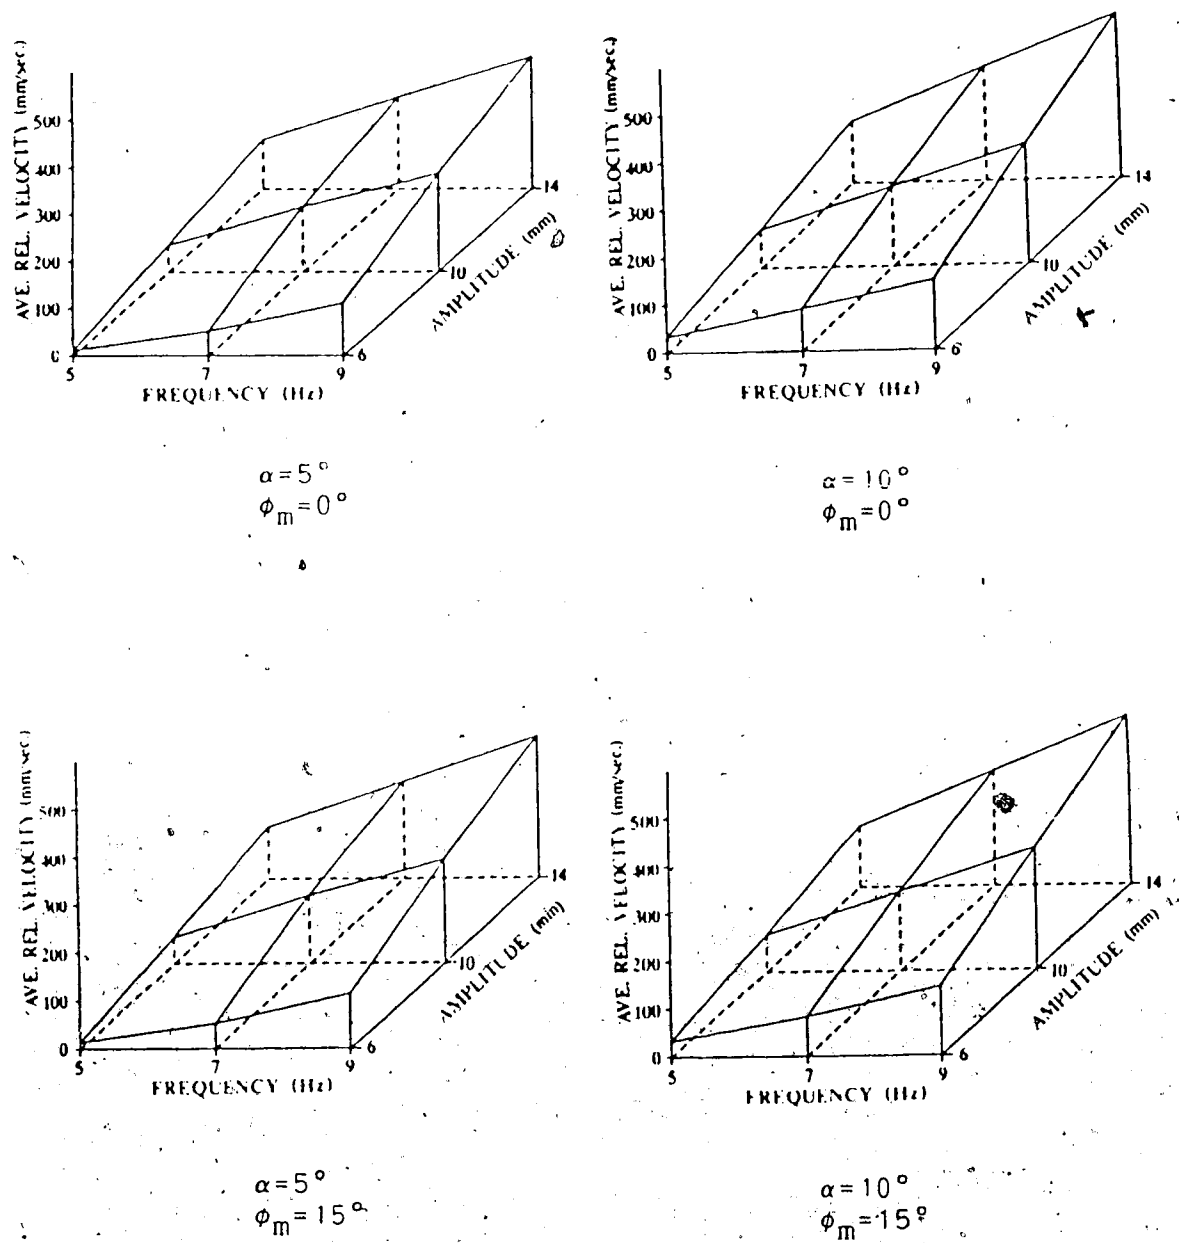 AVE. REL. VELOCITY (mm/sec.)
500
400
300
200
100
0
5
7
9
FREQUENCY (Hz)
6
10
14
AMPLITUDE (mm)
α=5°
ϕm=0°
AVE. REL. VELOCITY (mm/sec.)
500
400
300
200
100
0
5
7
9
FREQUENCY (Hz)
6
10
14
AMPLITUDE (mm)
α=10°
ϕm=0°
AVE. REL. VELOCITY (mm/sec.)
500
400
300
200
100
0
5
7
9
FREQUENCY (Hz)
6
10
14
AMPLITUDE (mm)
α=5°
ϕm=15°
AVE. REL. VELOCITY (mm/sec.)
500
400
300
200
100
0
5
7
9
FREQUENCY (Hz)
6
10
14
AMPLITUDE (mm)
α=10°
ϕm=15°